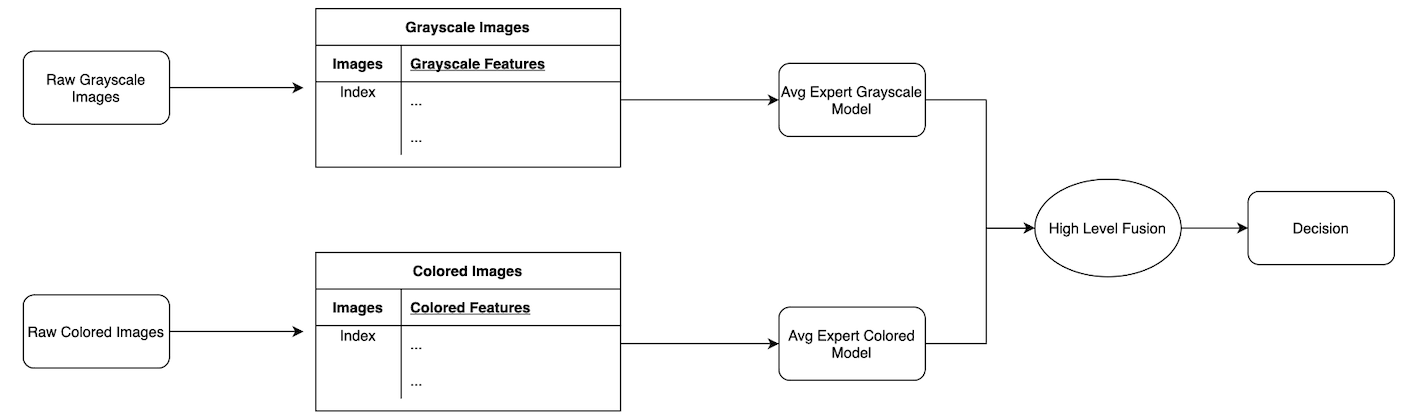 Raw Grayscale
Images
Grayscale Images
Images
Grayscale Features
Index
...
...
Avg Expert Grayscale
Model
Raw Colored Images
Colored Images
Images
Colored Features
Index
...
...
Avg Expert Colored
Model
High Level Fusion
Decision